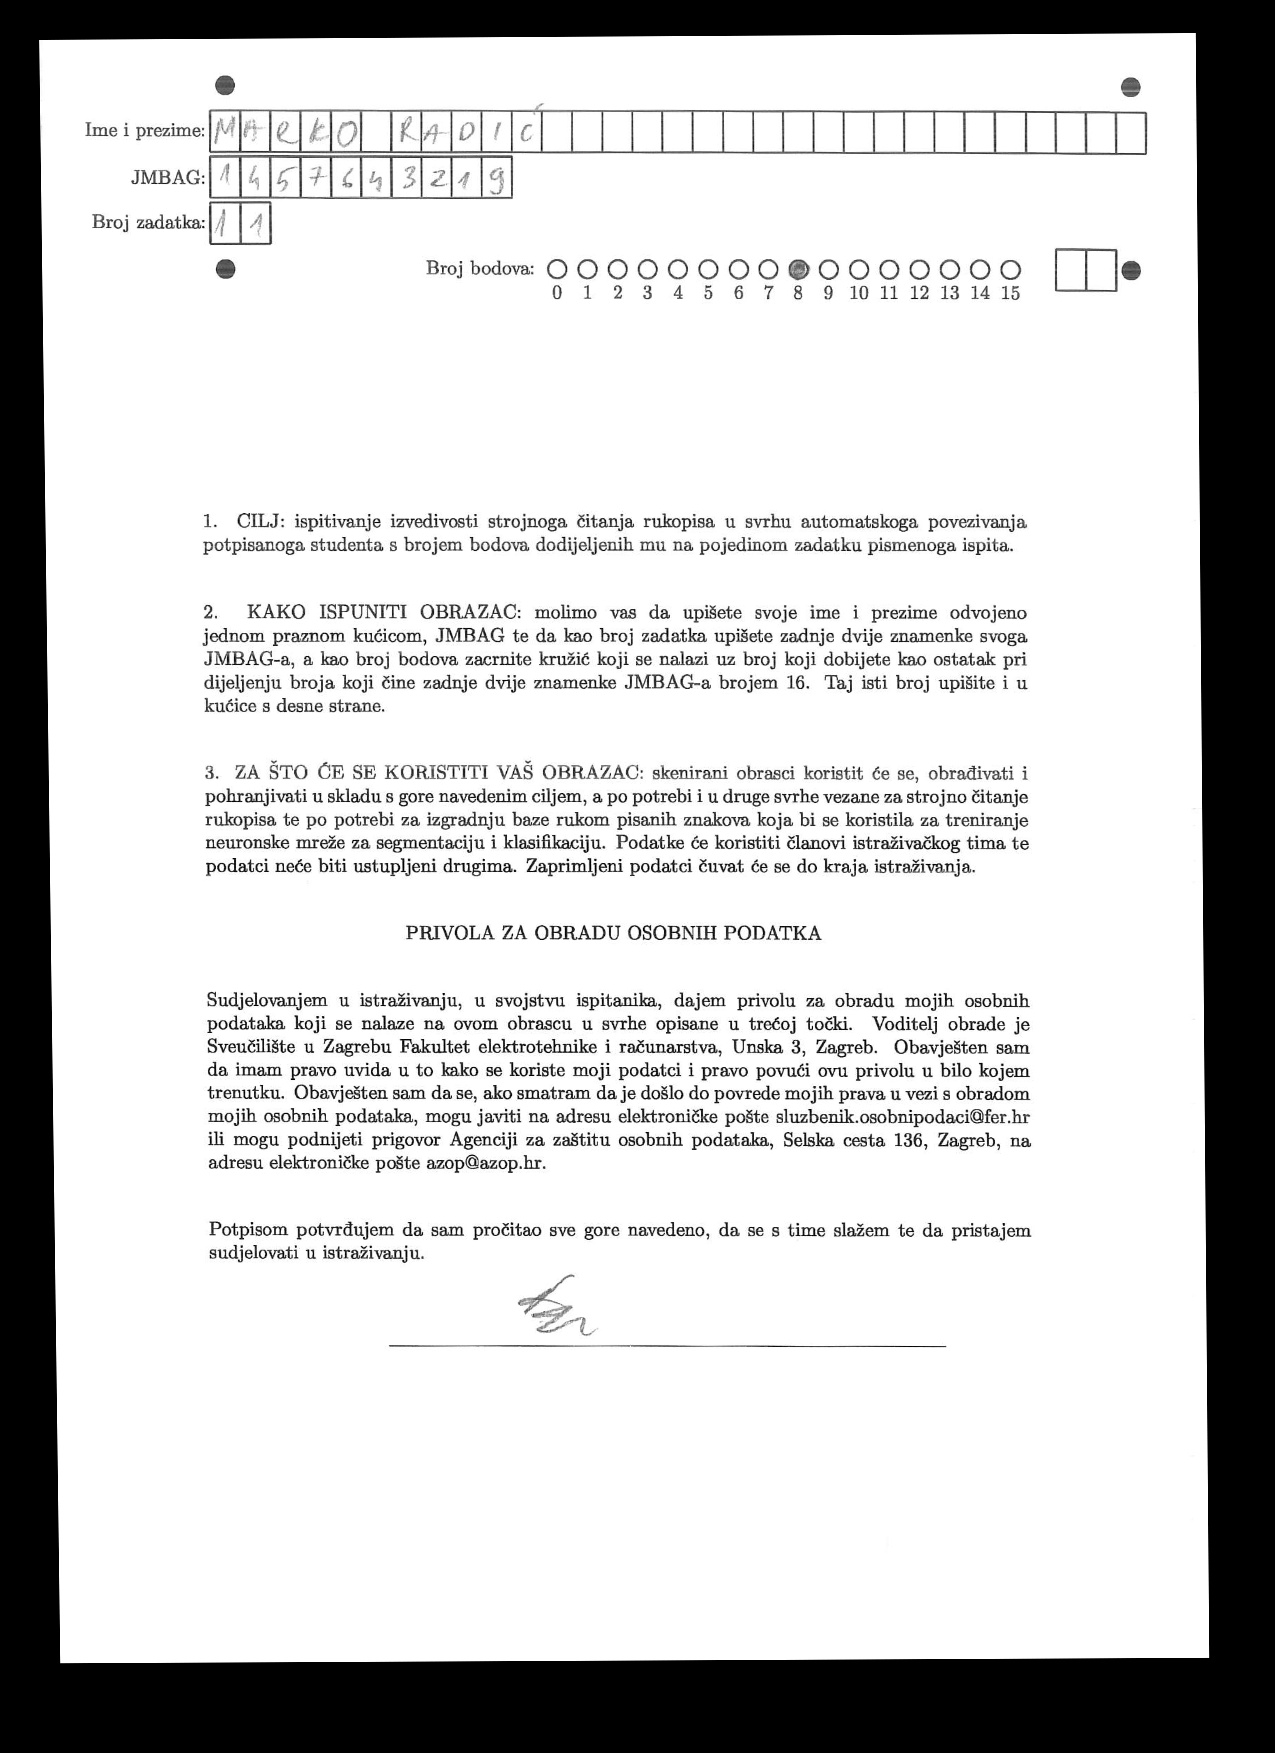 Ime i prezime: MARKO RADIĆ
JMBAG: 1457643219
Broj zadatka: 11
Broj bodova:
0 1 2 3 4 5 6 7 8 9 10 11 12 13 14 15
1. CILJ: ispitivanje izvedivosti strojnoga čitanja rukopisa u svrhu automatskoga povezivanja
potpisanoga studenta s brojem bodova dodijeljenih mu na pojedinom zadatku pismenoga ispita.
2. KAKO ISPUNITI OBRAZAC: molimo vas da upišete svoje ime i prezime odvojeno
jednom praznom kućicom, JMBAG te da kao broj zadatka upišete zadnje dvije znamenke svoga
JMBAG-a, a kao broj bodova zacrnite kružić koji se nalazi uz broj koji dobijete kao ostatak pri
dijeljenju broja koji čine zadnje dvije znamenke JMBAG-a brojem 16. Taj isti broj upišite i u
kućice s desne strane.
3. ZA ŠTO ĆE SE KORISTITI VAŠ OBRAZAC: skenirani obrasci koristit će se, obrađivati i
pohranjivati u skladu s gore navedenim ciljem, a po potrebi i u druge svrhe vezane za strojno čitanje
rukopisa te po potrebi za izgradnju baze rukom pisanih znakova koja bi se koristila za treniranje
neuronske mreže za segmentaciju i klasifikaciju. Podatke će koristiti članovi istraživačkog tima te
podatci neće biti ustupljeni drugima. Zaprimljeni podatci čuvat će se do kraja istraživanja.
PRIVOLA ZA OBRADU OSOBNIH PODATKA
Sudjelovanjem u istraživanju, u svojstvu ispitanika, dajem privolu za obradu mojih osobnih
podataka koji se nalaze na ovom obrascu u svrhe opisane u trećoj točki. Voditelj obrade je
Sveučilište u Zagrebu Fakultet elektrotehnike i računarstva, Unska 3, Zagreb. Obavješten sam
da imam pravo uvida u to kako se koriste moji podatci i pravo povući ovu privolu u bilo kojem
trenutku. Obavješten sam da se, ako smatram da je došlo do povrede mojih prava u vezi s obradom
mojih osobnih podataka, mogu javiti na adresu elektroničke pošte sluzbenik.osobnipodaci@fer.hr
ili mogu podnijeti prigovor Agenciji za zaštitu osobnih podataka, Selska cesta 136, Zagreb, na
adresu elektroničke pošte azop@azop.hr.
Potpisom potvrđujem da sam pročitao sve gore navedeno, da se s time slažem te da pristajem
sudjelovati u istraživanju.